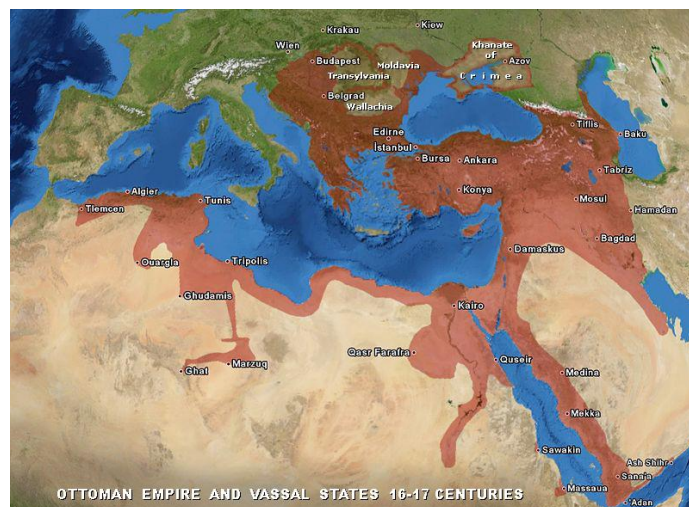 Krakau
Kiew
Wien
Khanate
of
Crimea
Azov
Budapest
Moldavia
Transylvania
Belgrad
Wallachia
Tiflis
Baku
Edirne
İstanbul
Bursa
Ankara
Tabriz
Algier
Tunis
Konya
Mosul
Tlemcen
Hamadan
Bagdad
Damaskus
Ouargla
Tripolis
Ghudamis
Kairo
Qasr Farafra
Quseir
Marzuq
Ghat
Medina
Mekka
Sawakin
Ash Shihr
Sanaja
Massaua
'Adan
OTTOMAN EMPIRE AND VASSAL STATES 16-17 CENTURIES